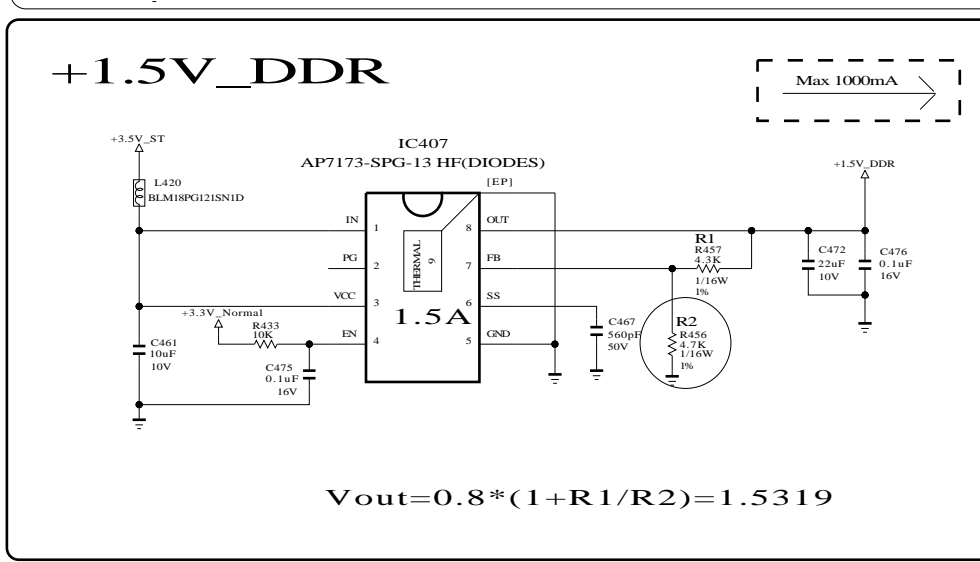 +1.5V_DDR
Max 1000mA
+3.5V_ST
IC407
AP7173-SPG-13 HF(DIODES)
+1.5V_DDR
L420
BLM18PG121SN1D
[EP]
IN
1
OUT
8
THERMAL
9
R1
R457
4.3K
1/16W
1%
C472
22uF
10V
C476
0.1uF
16V
PG
2
FB
7
VCC
3
SS
6
1.5A
+3.3V_Normal
R433
10K
EN
4
GND
5
C467
560pF
50V
R2
R456
4.7K
1/16W
1%
C461
10uF
10V
C475
0.1uF
16V
Vout=0.8*(1+R1/R2)=1.5319